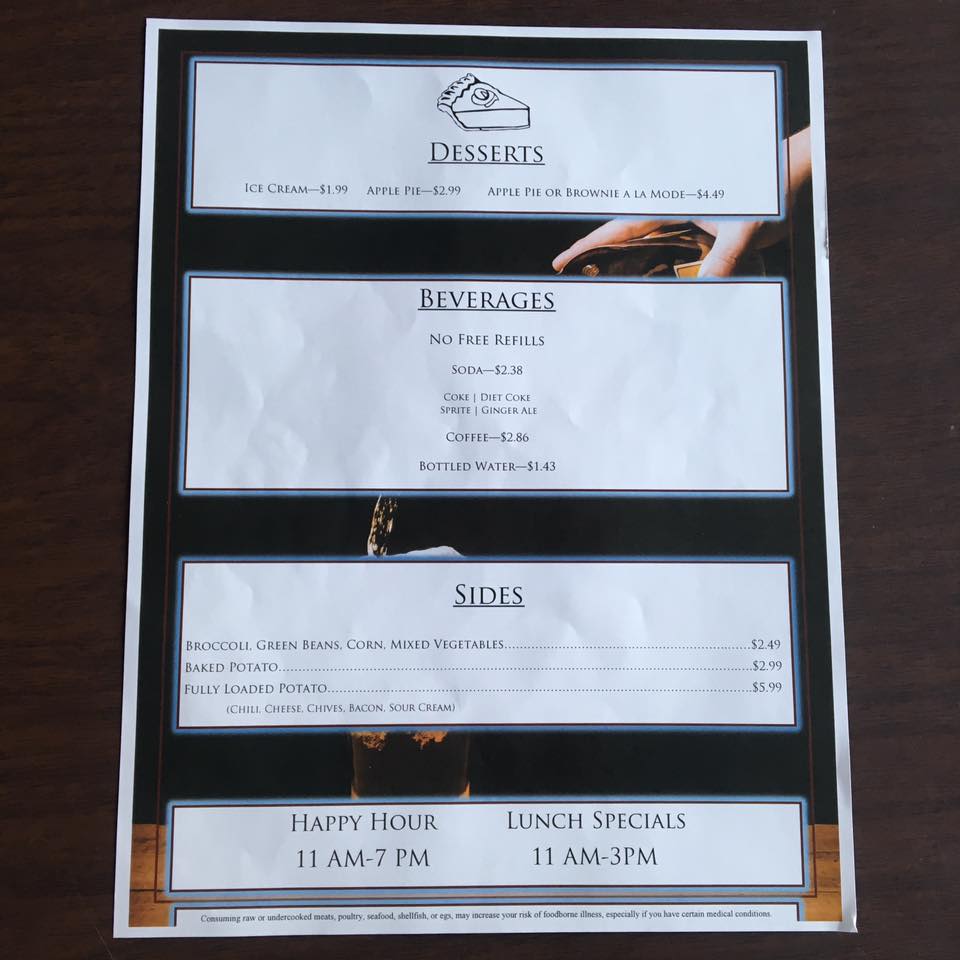 Desserts
Ice Cream—$1.99 Apple Pie—$2.99 Apple Pie or Brownie a la Mode—$4.49
Beverages
No Free Refills
Soda—$2.38
Coke | Diet Coke
Sprite | Ginger Ale
Coffee—$2.86
Bottled Water—$1.43
Sides
Broccoli, Green Beans, Corn, Mixed Vegetables..........$2.49
Baked Potato..........$2.99
Fully Loaded Potato..........$5.99
(Chili, Cheese, Chives, Bacon, Sour Cream)
Happy Hour Lunch Specials
11 AM-7 PM 11 AM-3PM
Consuming raw or undercooked meats, poultry, seafood, shellfish, or egs, may increase your risk of foodborne illness, especially if you have certain medical conditions.